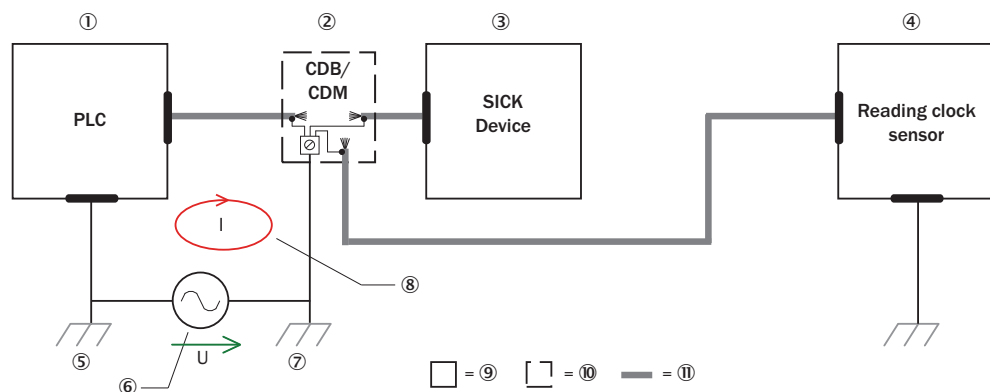 ① ② ③ ④
CDB/
CDM
PLC
SICK
Device
Reading clock
sensor
I
⑧
⑤ U ⑦
⑥
= ⑨ = ⑩ = ⑪